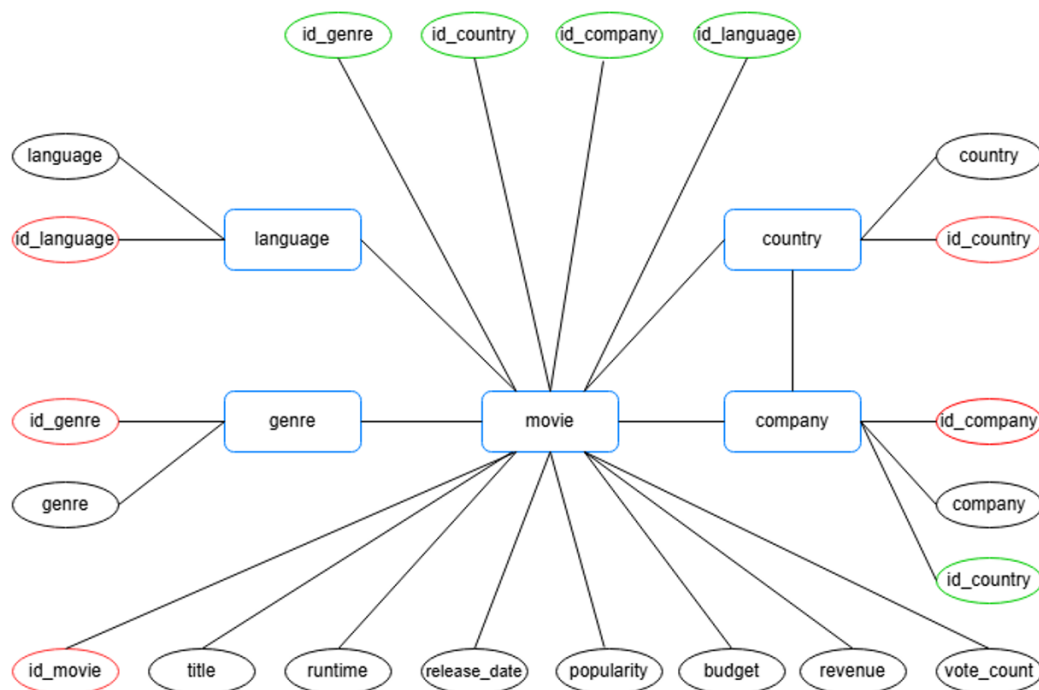 id_genre
id_country
id_company
id_language
language
country
id_language
language
country
id_country
id_genre
genre
movie
company
id_company
genre
company
id_country
id_movie
title
runtime
release_date
popularity
budget
revenue
vote_count